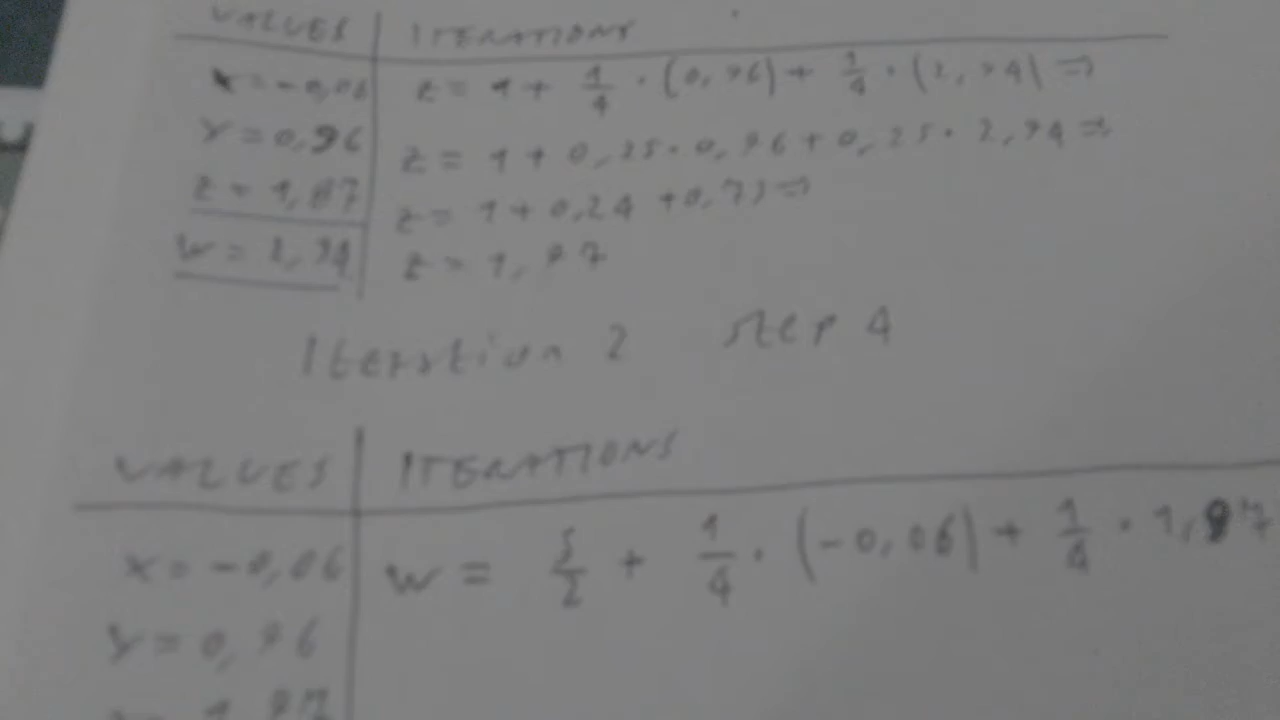 VALUES | ITERATIONS
x = -0,06 | z = 1 + 1/4 · (0,96) + 1/4 · (2,94) =>
y = 0,96 | z = 1 + 0,25 · 0,96 + 0,25 · 2,94 =>
z = 1,87 | z = 1 + 0,24 + 0,73 =>
w = 2,94 | z = 1,97
Iteration 2 step 4
VALUES | ITERATIONS
x = -0,06 | w = 5/2 + 1/4 · (-0,06) + 1/4 · 1,97
y = 0,96